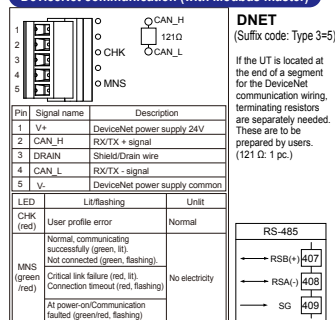 DeviceNet communication (with Modbus master)
DNET
(Suffix code: Type 3=5)
1
2
3
4
5
CHK
MNS
CAN_H
121Ω
CAN_L
If the UT is located at
the end of a segment
for the DeviceNet
communication wiring,
terminating resistors
are separately needed.
These are to be
prepared by users.
(121 Ω: 1 pc.)
Pin Signal name Description
1 V+ DeviceNet power supply 24V
2 CAN_H RX/TX + signal
3 DRAIN Shield/Drain wire
4 CAN_L RX/TX - signal
5 V- DeviceNet power supply common
LED Lit/flashing Unlit
CHK
(red)
User profile error Normal
MNS
(green
/red)
Normal, communicating
successfully (green, lit).
Not connected (green, flashing).
Critical link failure (red, lit).
Connection timeout (red, flashing)
At power-on/Communication
faulted (green/red, flashing)
No electricity
RS-485
RSB(+) 407
RSA(-) 408
SG 409